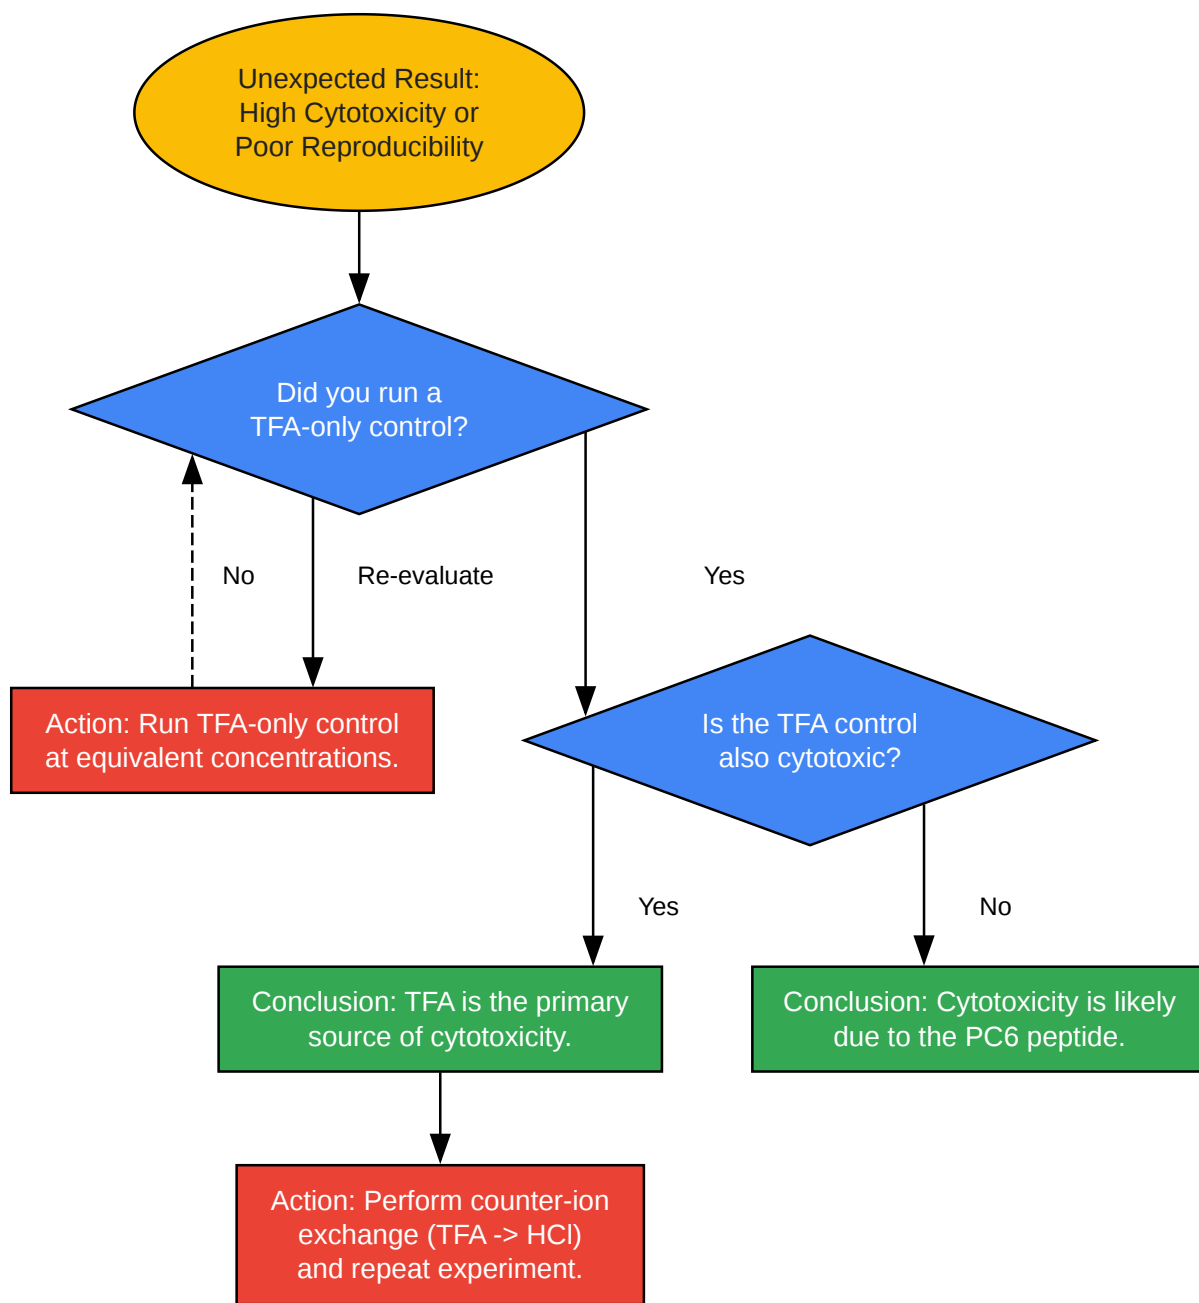 Unexpected Result:
High Cytotoxicity or
Poor Reproducibility
Did you run a
TFA-only control?
No
Re-evaluate
Yes
Action: Run TFA-only control
at equivalent concentrations.
Is the TFA control
also cytotoxic?
Yes
No
Conclusion: TFA is the primary
source of cytotoxicity.
Conclusion: Cytotoxicity is likely
due to the PC6 peptide.
Action: Perform counter-ion
exchange (TFA -> HCl)
and repeat experiment.